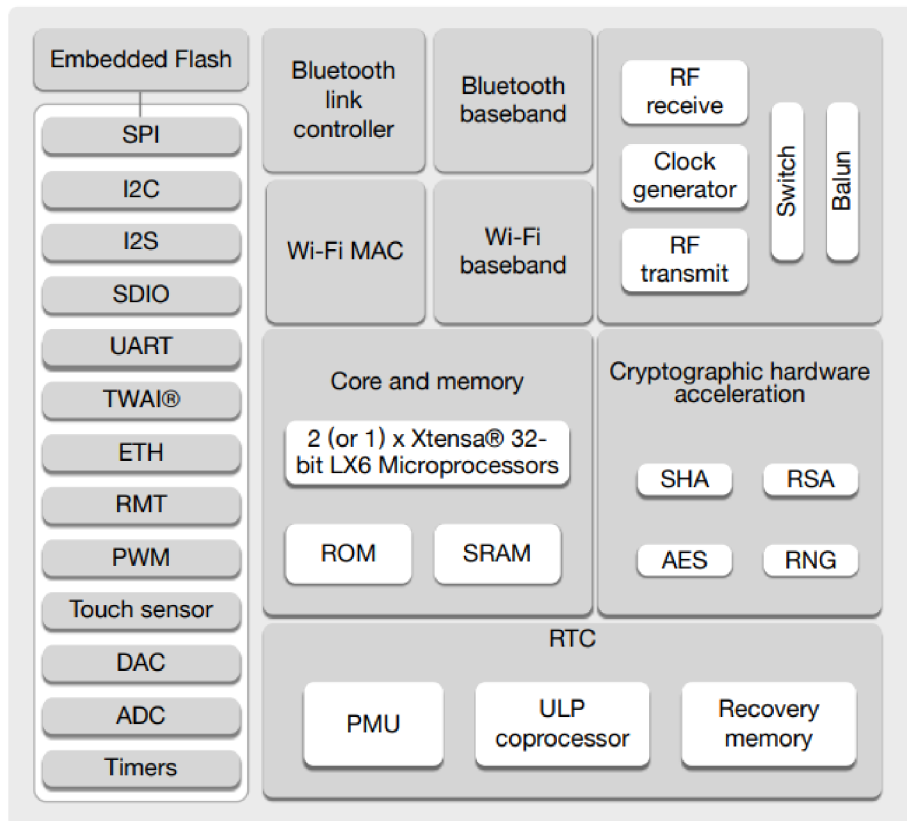 Embedded Flash
SPI
I2C
I2S
SDIO
UART
TWAI®
ETH
RMT
PWM
Touch sensor
DAC
ADC
Timers
Bluetooth
link
controller
Bluetooth
baseband
Wi-Fi MAC
Wi-Fi
baseband
RF
receive
Clock
generator
RF
transmit
Switch
Balun
Core and memory
2 (or 1) x Xtensa® 32-
bit LX6 Microprocessors
ROM
SRAM
Cryptographic hardware
acceleration
SHA
RSA
AES
RNG
RTC
PMU
ULP
coprocessor
Recovery
memory